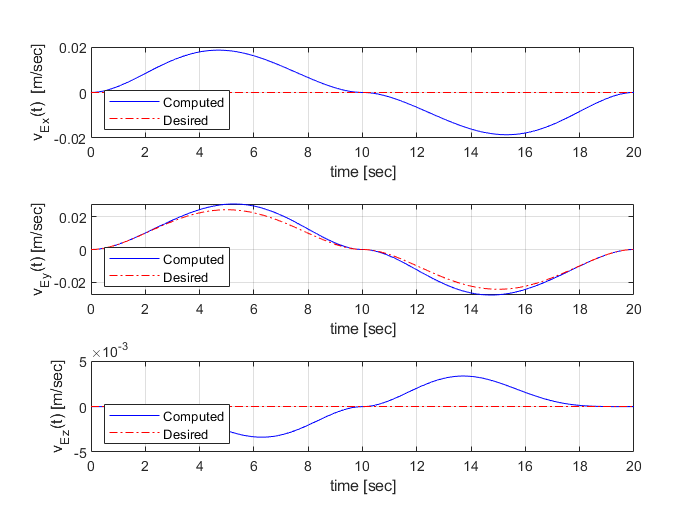 0.02
0
-0.02
v_Ex(t) [m/sec]
Computed
Desired
0 2 4 6 8 10 12 14 16 18 20
time [sec]
0.02
0
-0.02
v_Ey(t) [m/sec]
Computed
Desired
0 2 4 6 8 10 12 14 16 18 20
time [sec]
×10^-3
5
0
-5
v_Ez(t) [m/sec]
Computed
Desired
0 2 4 6 8 10 12 14 16 18 20
time [sec]